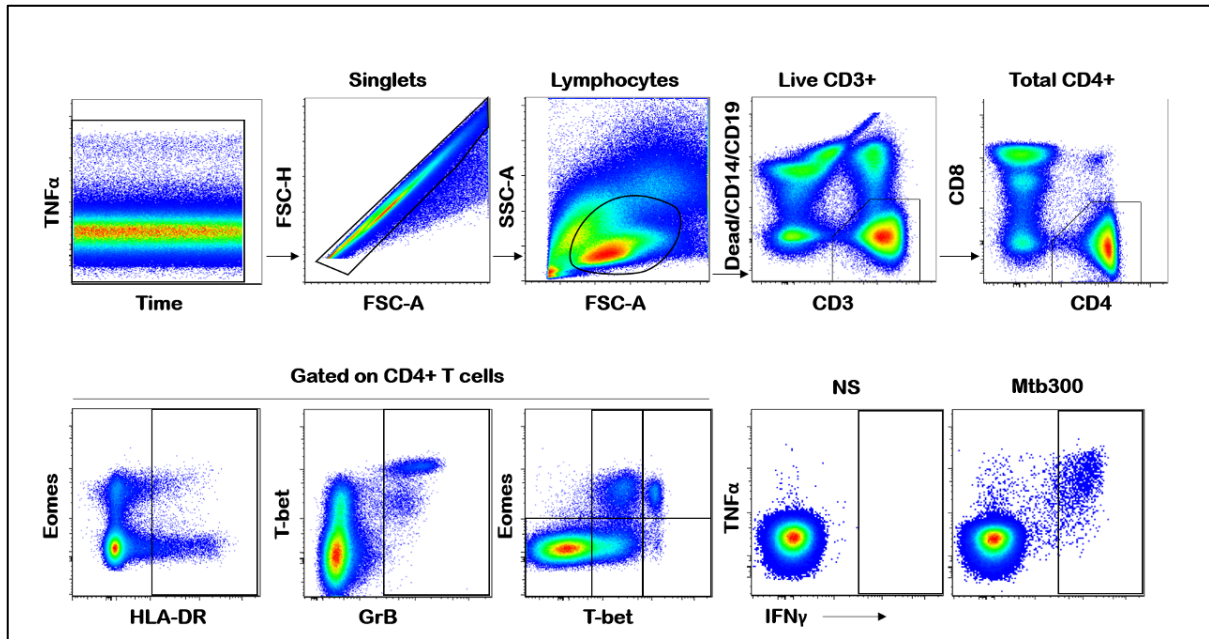 Singlets
Lymphocytes
Live CD3+
Total CD4+
TNFα
Time
FSC-H
FSC-A
SSC-A
FSC-A
Dead/CD14/CD19
CD3
CD8
CD4
Gated on CD4+ T cells
NS
Mtb300
Eomes
HLA-DR
T-bet
GrB
Eomes
T-bet
TNFα
IFNγ